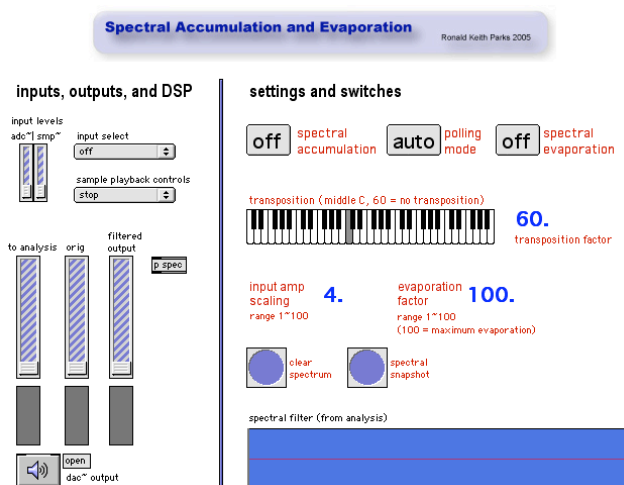 Spectral Accumulation and Evaporation
Ronald Keith Parks 2005
inputs, outputs, and DSP
input levels
adc~| smp~
input select
off
sample playback controls
stop
to analysis
orig
filtered
output
p spec
open
dac~ output
settings and switches
off
spectral
accumulation
auto
polling
mode
off
spectral
evaporation
transposition (middle C, 60 = no transposition)
60.
transposition factor
input amp
scaling
range 1~100
4.
evaporation
factor
range 1~100
(100 = maximum evaporation)
100.
clear
spectrum
spectral
snapshot
spectral filter (from analysis)